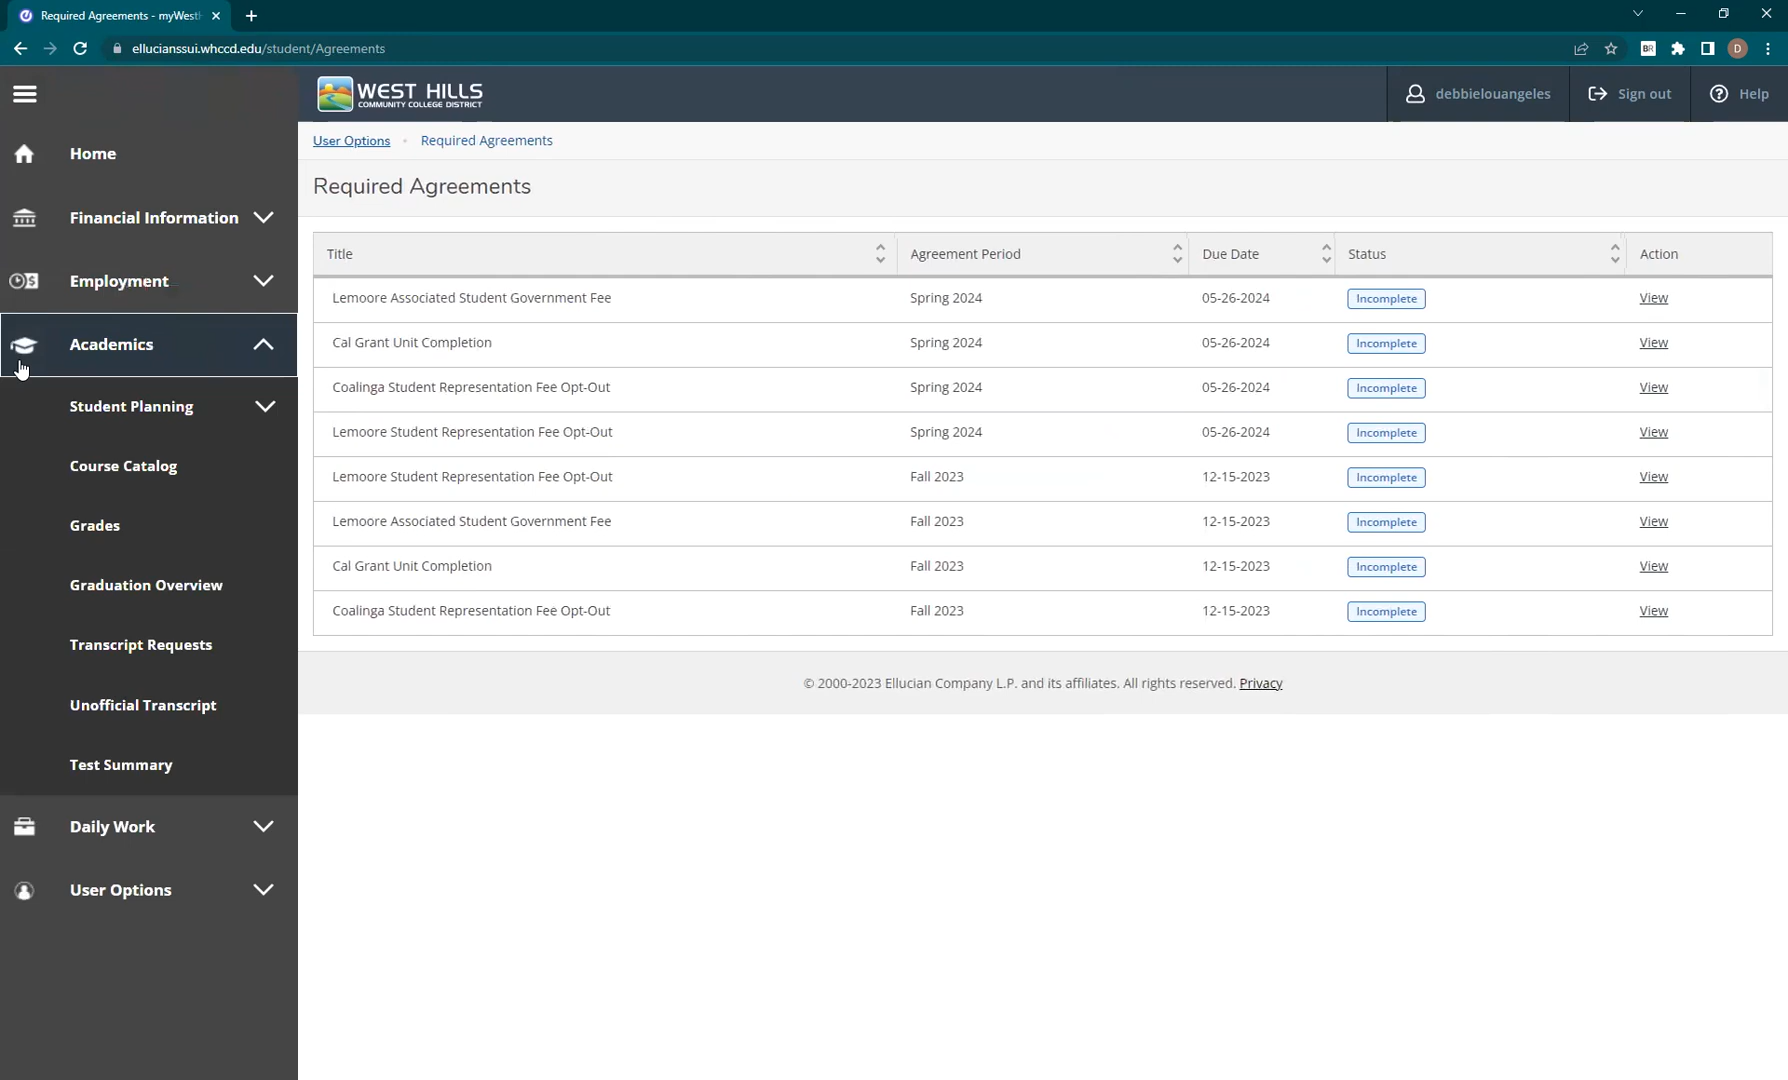 Required Agreements - myWest
ellucianssui.whccd.edu/student/Agreements
BR
D
WEST HILLS
COMMUNITY COLLEGE DISTRICT
debbielouangeles
Sign out
Help
Home
Financial Information
Employment
Academics
Student Planning
Course Catalog
Grades
Graduation Overview
Transcript Requests
Unofficial Transcript
Test Summary
Daily Work
User Options
User Options • Required Agreements
Required Agreements
Title Agreement Period Due Date Status Action
Lemoore Associated Student Government Fee Spring 2024 05-26-2024 Incomplete View
Cal Grant Unit Completion Spring 2024 05-26-2024 Incomplete View
Coalinga Student Representation Fee Opt-Out Spring 2024 05-26-2024 Incomplete View
Lemoore Student Representation Fee Opt-Out Spring 2024 05-26-2024 Incomplete View
Lemoore Student Representation Fee Opt-Out Fall 2023 12-15-2023 Incomplete View
Lemoore Associated Student Government Fee Fall 2023 12-15-2023 Incomplete View
Cal Grant Unit Completion Fall 2023 12-15-2023 Incomplete View
Coalinga Student Representation Fee Opt-Out Fall 2023 12-15-2023 Incomplete View
© 2000-2023 Ellucian Company L.P. and its affiliates. All rights reserved. Privacy